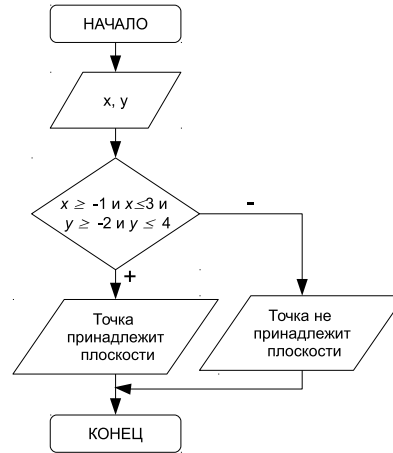 НАЧАЛО
x, y
x ≥ -1 и x≤3 и
y ≥ -2 и y ≤ 4
-
+
Точка
принадлежит
плоскости
Точка не
принадлежит
плоскости
КОНЕЦ